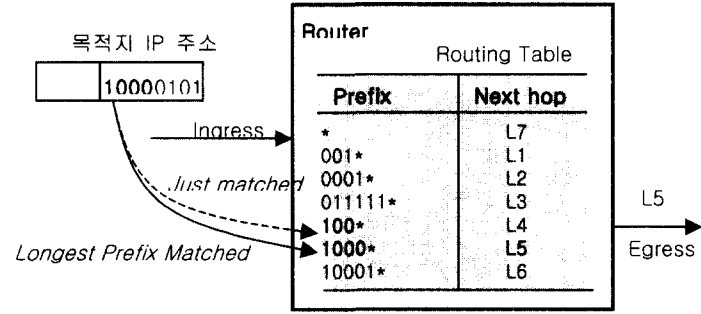 목적지 IP 주소
10000101
Router
Routing Table
Prefix Next hop
* L7
001* L1
0001* L2
011111* L3
100* L4
1000* L5
10001* L6
Ingress
Just matched
Longest Prefix Matched
L5
Egress